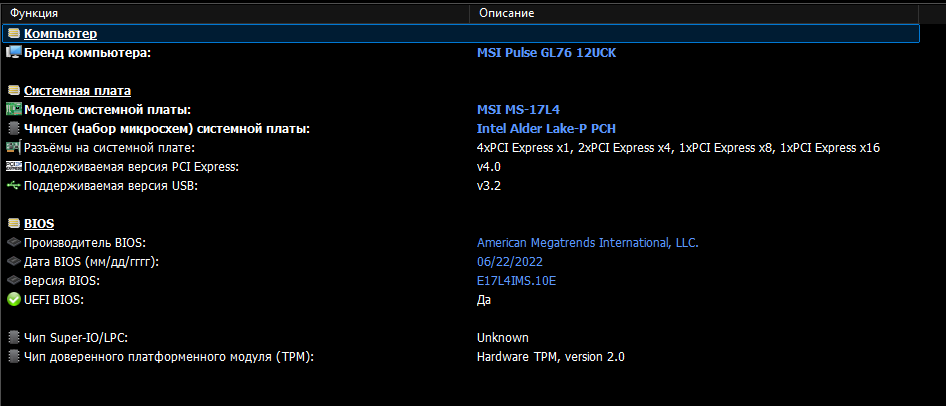 Функция Описание
Компьютер
Бренд компьютера: MSI Pulse GL76 12UCK
Системная плата
Модель системной платы: MSI MS-17L4
Чипсет (набор микросхем) системной платы: Intel Alder Lake-P PCH
Разъёмы на системной плате: 4xPCI Express x1, 2xPCI Express x4, 1xPCI Express x8, 1xPCI Express x16
Поддерживаемая версия PCI Express: v4.0
Поддерживаемая версия USB: v3.2
BIOS
Производитель BIOS: American Megatrends International, LLC.
Дата BIOS (мм/дд/гггг): 06/22/2022
Версия BIOS: E17L4IMS.10E
UEFI BIOS: Да
Чип Super-IO/LPC: Unknown
Чип доверенного платформенного модуля (TPM): Hardware TPM, version 2.0